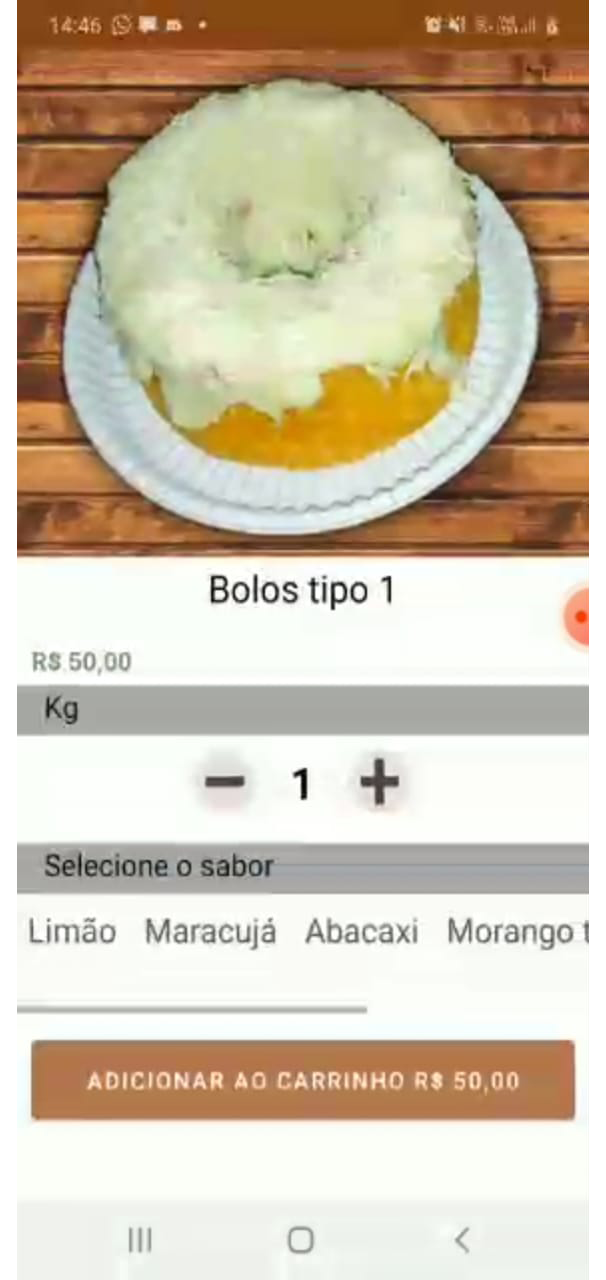 14:46
Bolos tipo 1
R$ 50,00
Kg
1
Selecione o sabor
Limão Maracujá Abacaxi Morango t
ADICIONAR AO CARRINHO R$ 50,00